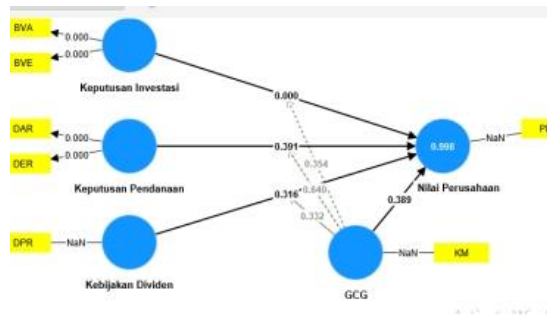 BVA
0.000
0.000
BVE
Keputusan Investasi
0.000
DAR
0.000
0.000
DER
Keputusan Pendanaan
0.391
0.354
0.598
NaN
Nilai Perusahaan
0.316
0.640
0.332
0.389
DPR
NaN
Kebijakan Dividen
NaN
KM
GCG